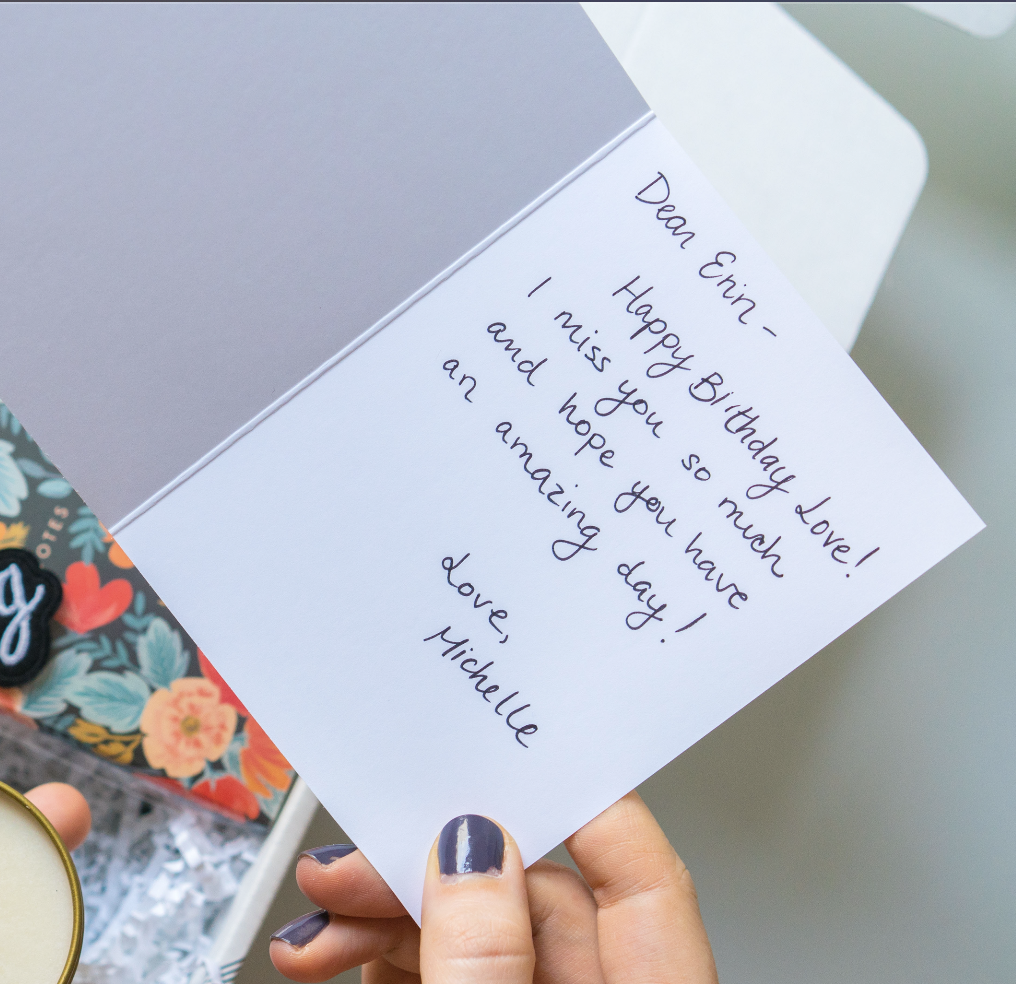 Dear Erin -
Happy Birthday Love!
I miss you so much
and hope you have
an amazing day!
Love,
Michelle
OTES
g